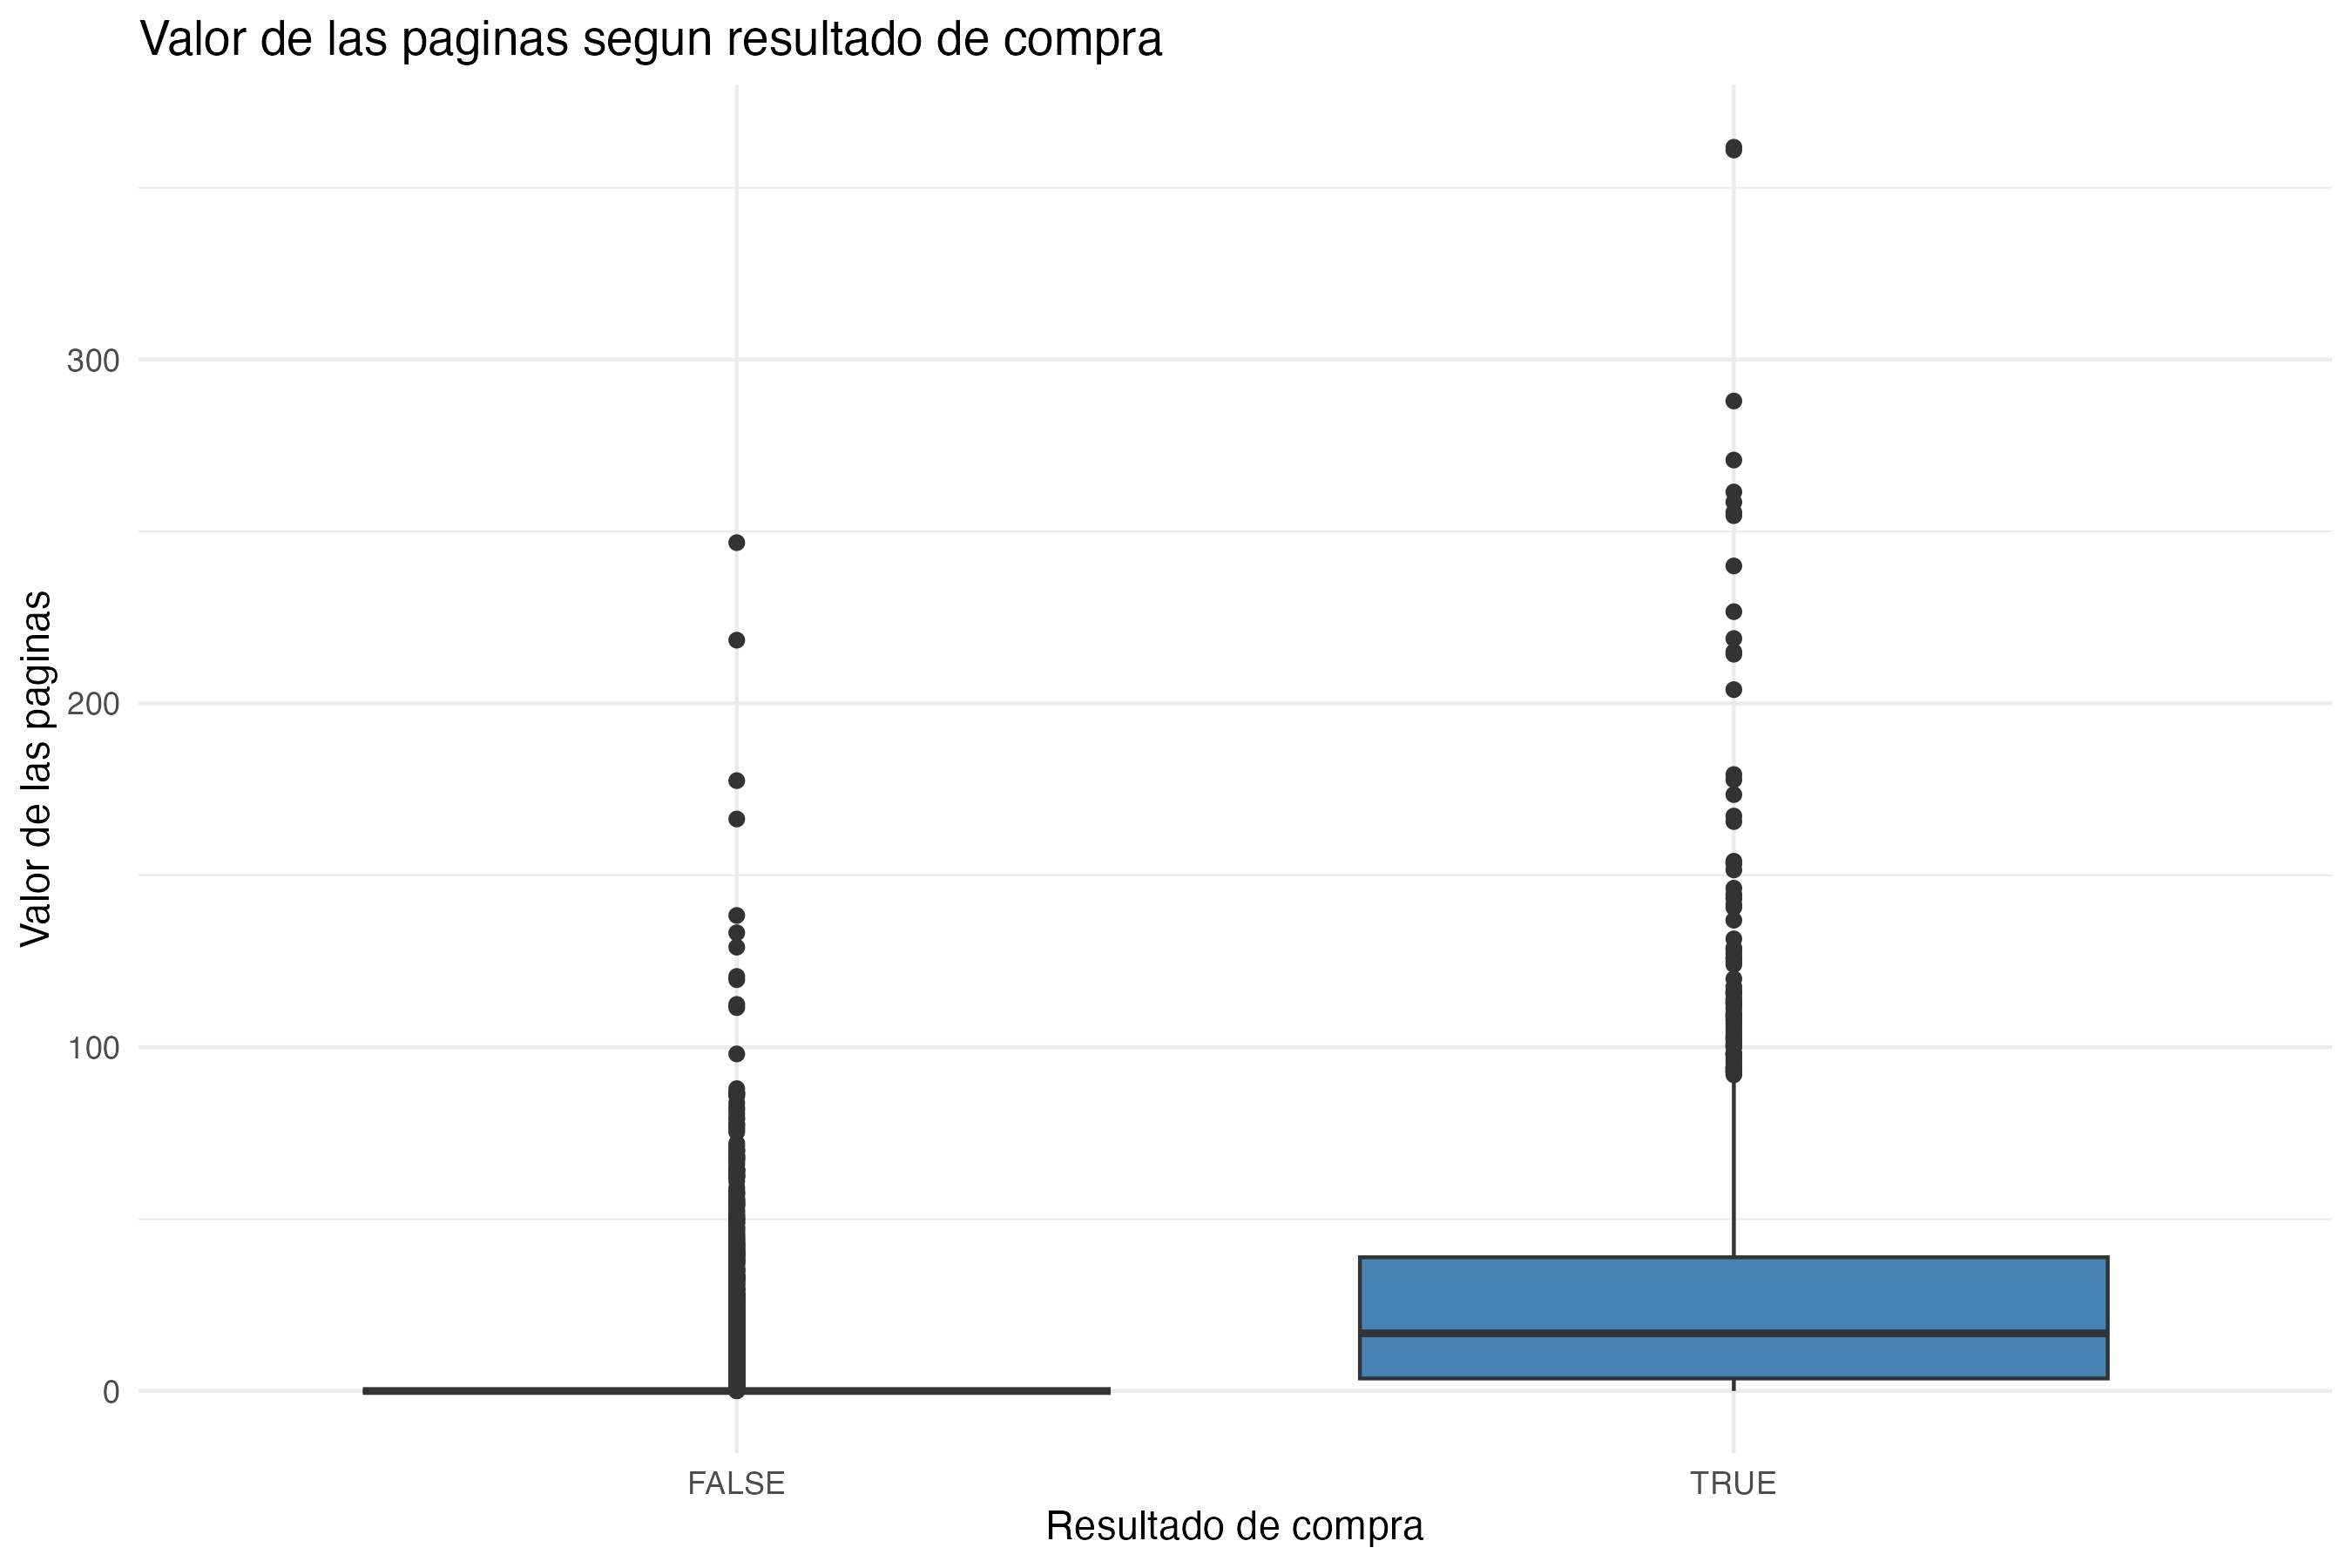 Valor de las paginas segun resultado de compra
Valor de las paginas
300
200
100
0
FALSE
TRUE
Resultado de compra